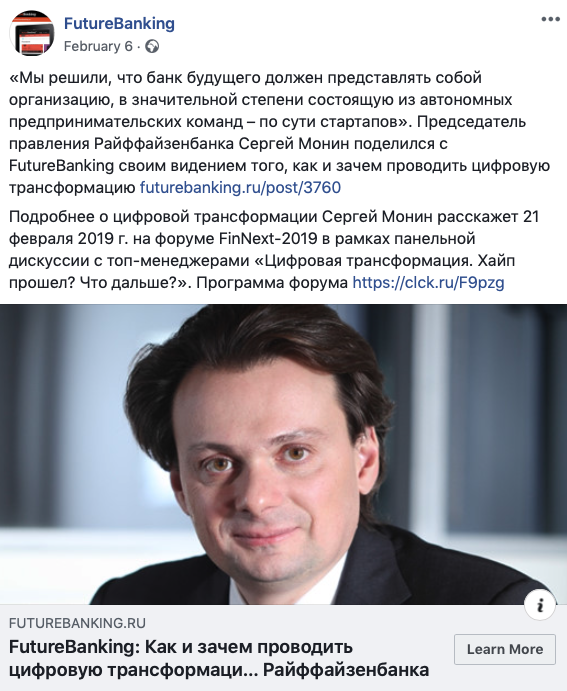 FutureBanking
February 6 ·
«Мы решили, что банк будущего должен представлять собой
организацию, в значительной степени состоящую из автономных
предпринимательских команд – по сути стартапов». Председатель
правления Райффайзенбанка Сергей Монин поделился с
FutureBanking своим видением того, как и зачем проводить цифровую
трансформацию futurebanking.ru/post/3760
Подробнее о цифровой трансформации Сергей Монин расскажет 21
февраля 2019 г. на форуме FinNext-2019 в рамках панельной
дискуссии с топ-менеджерами «Цифровая трансформация. Хайп
прошел? Что дальше?». Программа форума https://clck.ru/F9pzg
FUTUREBANKING.RU
FutureBanking: Как и зачем проводить
цифровую трансформаци... Райффайзенбанка
Learn More